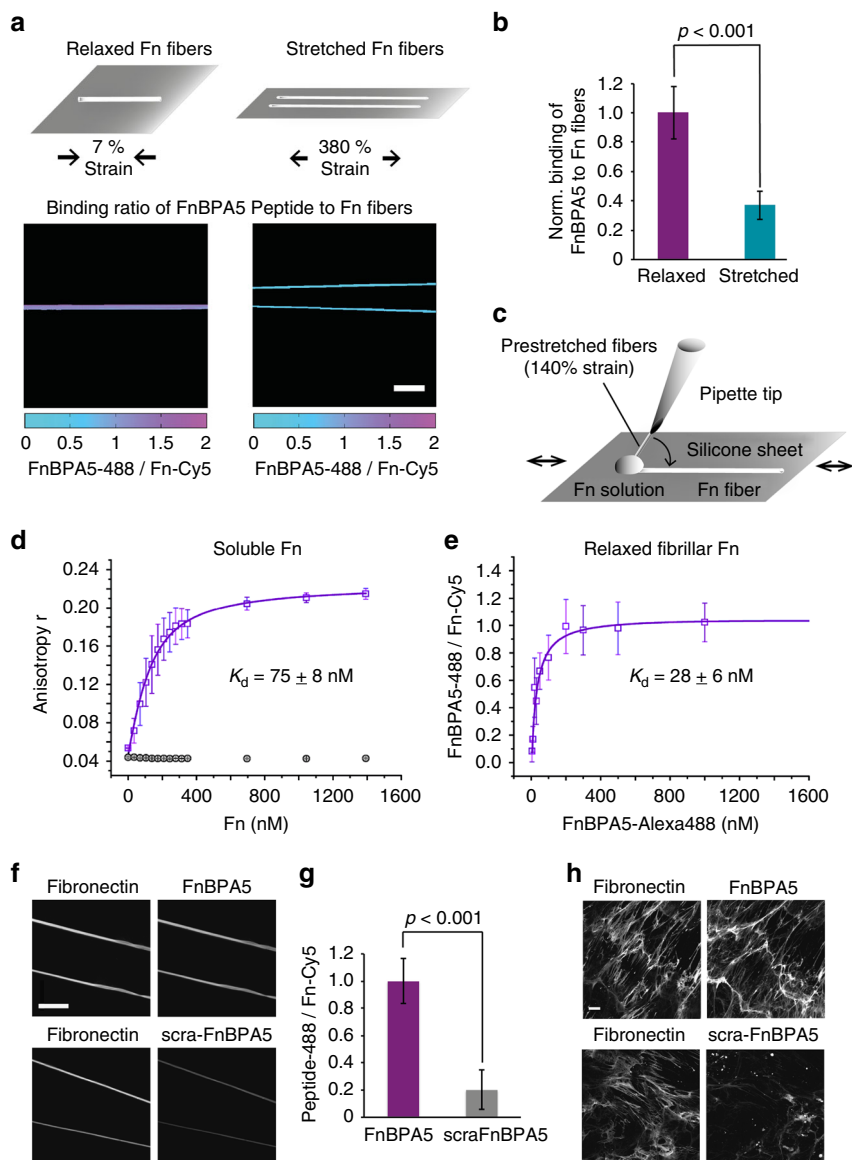 a
Relaxed Fn fibers
Stretched Fn fibers
7 %
Strain
380 %
Strain
Binding ratio of FnBPA5 Peptide to Fn fibers
0 0.5 1 1.5 2
FnBPA5-488 / Fn-Cy5
0 0.5 1 1.5 2
FnBPA5-488 / Fn-Cy5
b
p < 0.001
Norm. binding of
FnBPA5 to Fn fibers
1.2
1.0
0.8
0.6
0.4
0.2
0
Relaxed Stretched
c
Prestretched fibers
(140% strain)
Pipette tip
Silicone sheet
Fn solution
Fn fiber
d
Soluble Fn
Anisotropy r
0.24
0.20
0.16
0.12
0.08
0.04
Kd = 75 ± 8 nM
0 400 800 1200 1600
Fn (nM)
e
Relaxed fibrillar Fn
FnBPA5-488 / Fn-Cy5
1.4
1.2
1.0
0.8
0.6
0.4
0.2
0.0
Kd = 28 ± 6 nM
0 400 800 1200 1600
FnBPA5-Alexa488 (nM)
f
Fibronectin FnBPA5
Fibronectin scra-FnBPA5
g
p < 0.001
Peptide-488 / Fn-Cy5
1.2
1.0
0.8
0.6
0.4
0.2
0
FnBPA5 scraFnBPA5
h
Fibronectin FnBPA5
Fibronectin scra-FnBPA5